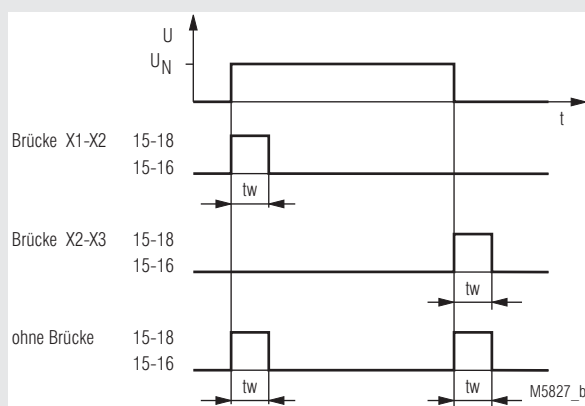 U
U_N
t
Brücke X1-X2 15-18
15-16
tw
Brücke X2-X3 15-18
15-16
tw
ohne Brücke 15-18
15-16
tw tw
M5827_b